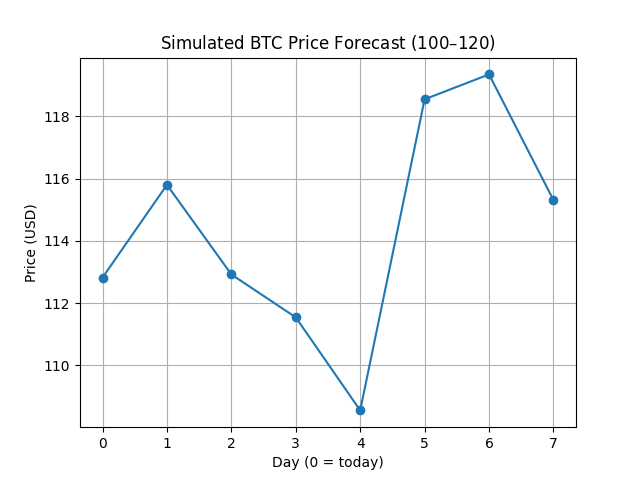 Simulated BTC Price Forecast (100–120)
Price (USD)
118
116
114
112
110
0 1 2 3 4 5 6 7
Day (0 = today)